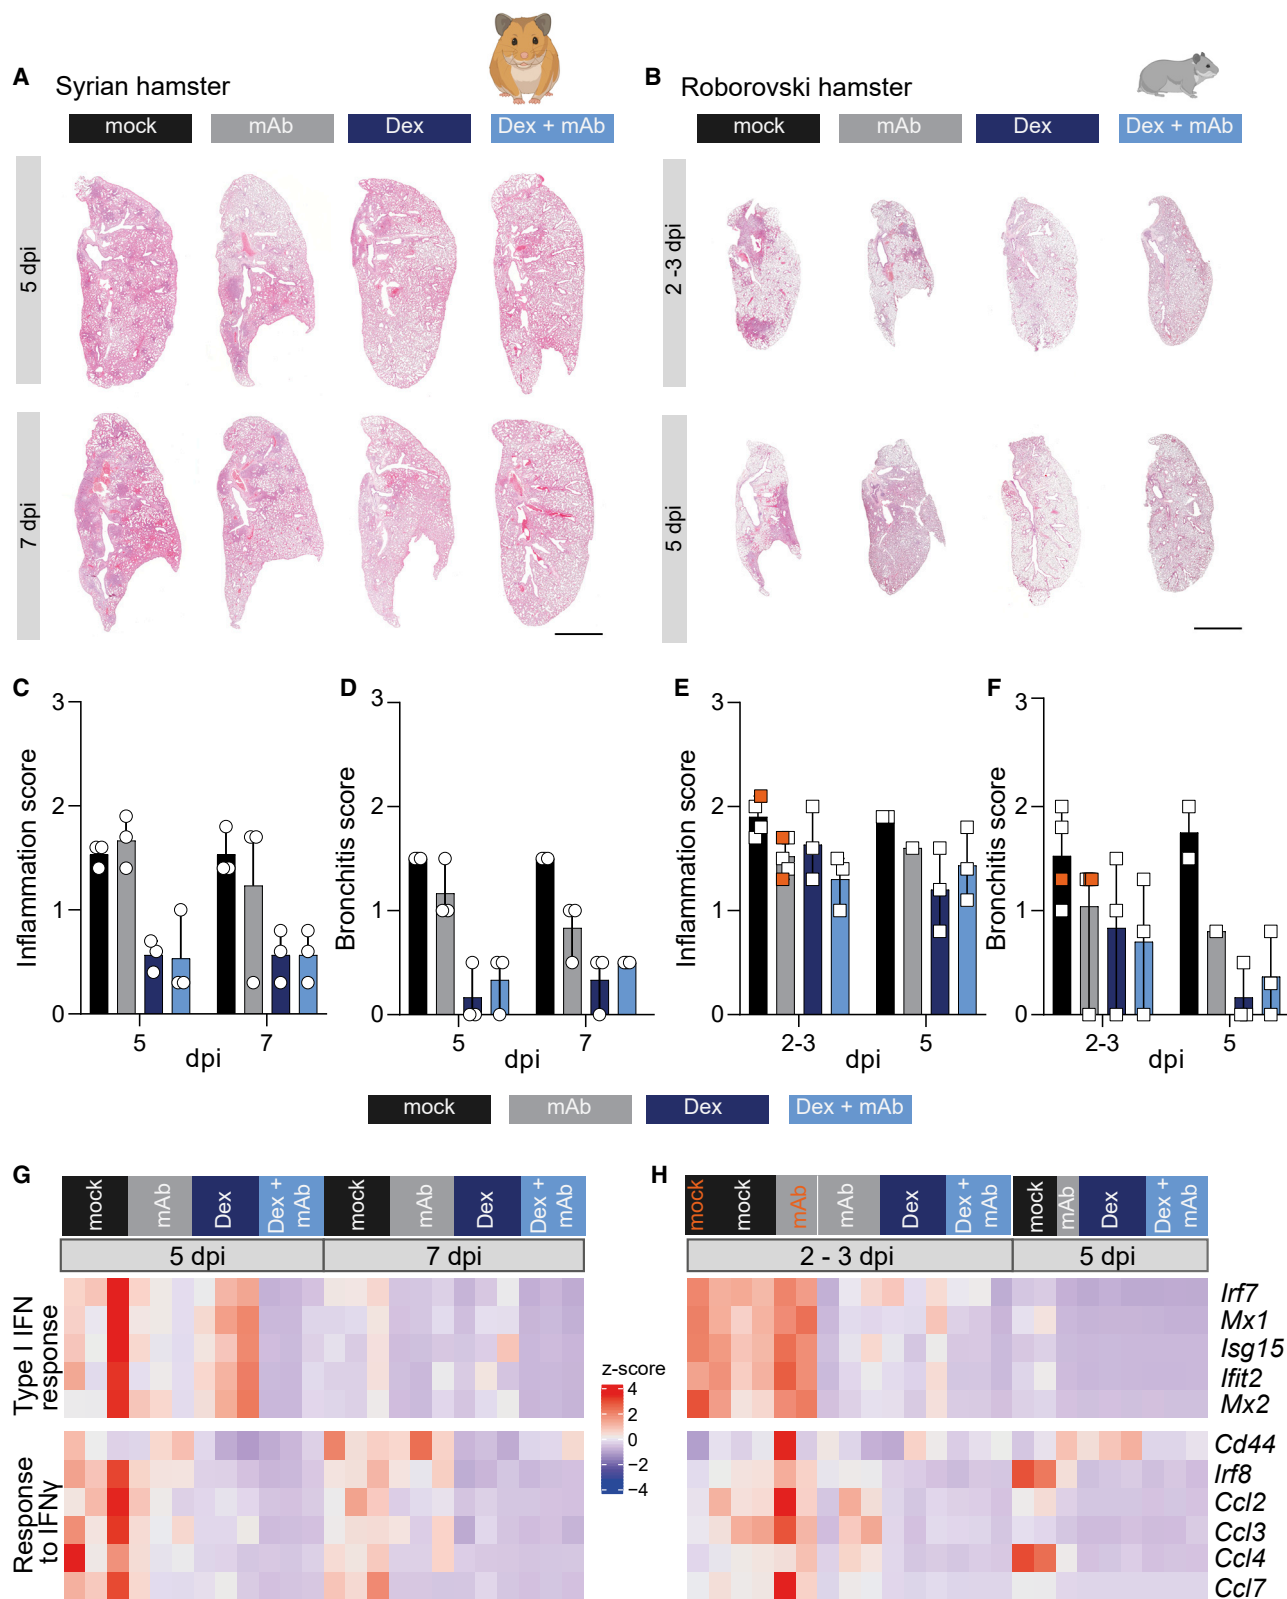 A Syrian hamster
mock mAb Dex Dex + mAb
5 dpi
7 dpi
B Roborovski hamster
mock mAb Dex Dex + mAb
2 -3 dpi
5 dpi
C
Inflammation score
3
2
1
0
5 7
dpi
D
Bronchitis score
3
2
1
0
5 7
dpi
E
Inflammation score
3
2
1
0
2-3 5
dpi
F
Bronchitis score
3
2
1
0
2-3 5
dpi
mock mAb Dex Dex + mAb
G
mock mAb Dex Dex + mAb mock mAb Dex Dex + mAb
5 dpi 7 dpi
Type I IFN
response
Response
to IFNγ
z-score
4
2
0
−2
−4
H
mock mock mAb mAb Dex Dex + mAb mock mAb Dex Dex + mAb
2 - 3 dpi 5 dpi
Irf7
Mx1
Isg15
Ifit2
Mx2
Cd44
Irf8
Ccl2
Ccl3
Ccl4
Ccl7